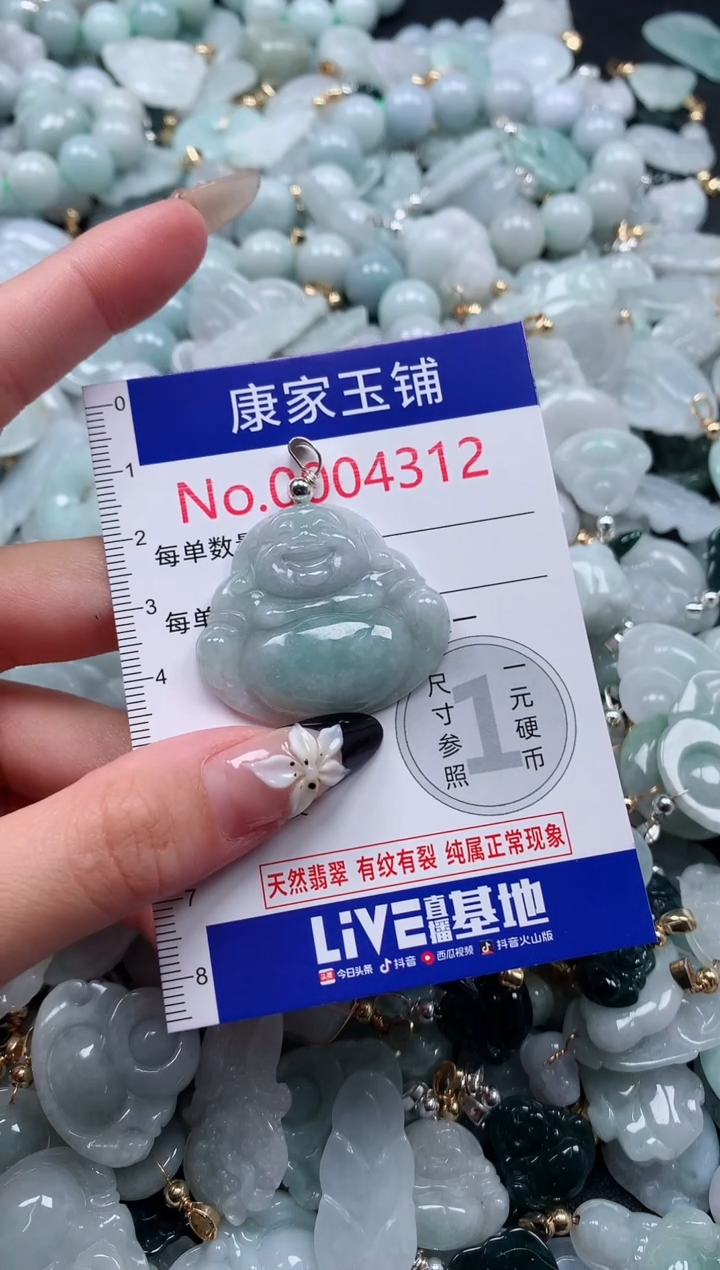 康家玉铺
No.0004312
每单数
每单
0
1
2
3
4
7
8
1
一元硬币
尺寸参照
天然翡翠 有纹有裂 纯属正常现象
LiVE直播基地
头条 今日头条 抖音 西瓜视频 抖音火山版